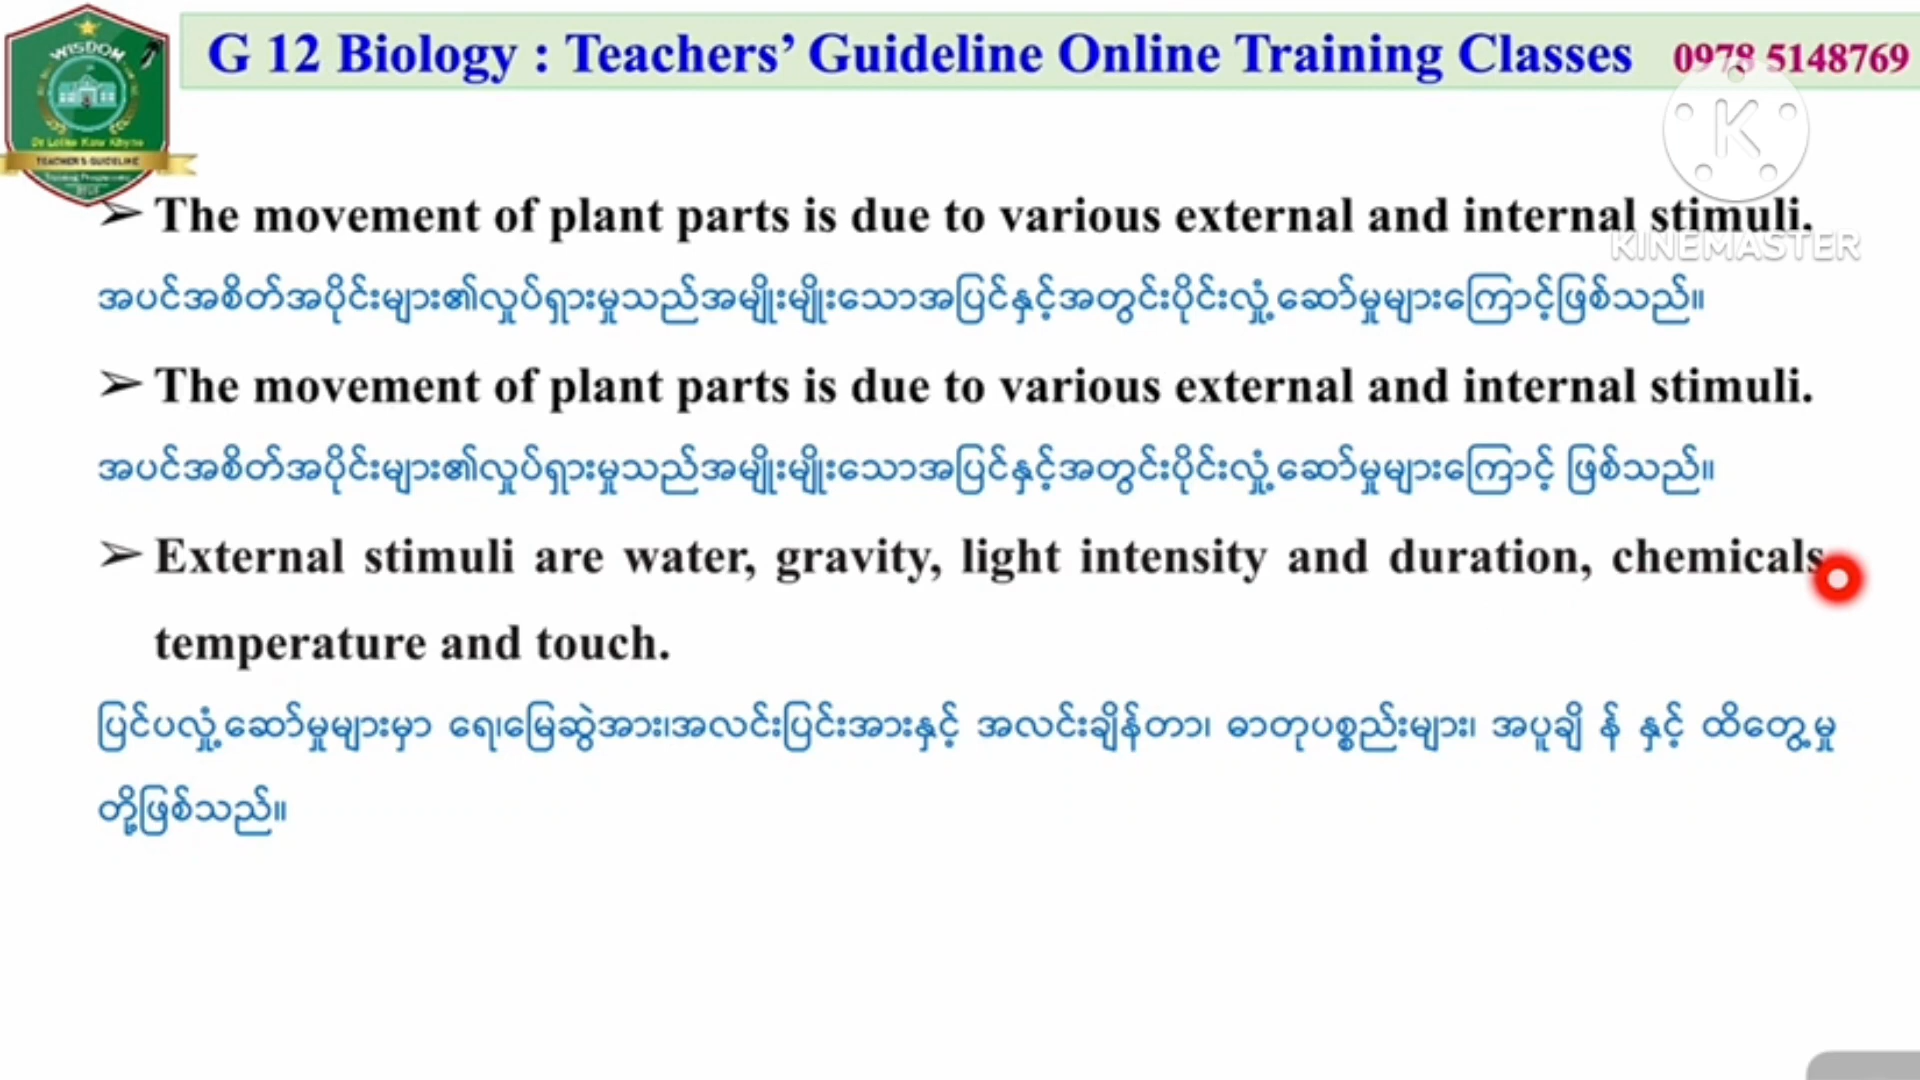 WISDOM
G 12 Biology : Teachers' Guideline Online Training Classes 0978 5148769
TEACHER'S GUIDELINE
➢ The movement of plant parts is due to various external and internal stimuli.
KINEMASTER
အပင်အစိတ်အပိုင်းများ၏လှုပ်ရှားမှုသည်အမျိုးမျိုးသောအပြင်နှင့်အတွင်းပိုင်းလှုံ့ဆော်မှုများကြောင့်ဖြစ်သည်။
➢ The movement of plant parts is due to various external and internal stimuli.
အပင်အစိတ်အပိုင်းများ၏လှုပ်ရှားမှုသည်အမျိုးမျိုးသောအပြင်နှင့်အတွင်းပိုင်းလှုံ့ဆော်မှုများကြောင့် ဖြစ်သည်။
➢ External stimuli are water, gravity, light intensity and duration, chemicals
temperature and touch.
ပြင်ပလှုံ့ဆော်မှုများမှာ ရေ၊မြေဆွဲအား၊အလင်းပြင်းအားနှင့် အလင်းချိန်တာ၊ ဓာတုပစ္စည်းများ၊ အပူချိ န် နှင့် ထိတွေ့မှု
တို့ဖြစ်သည်။